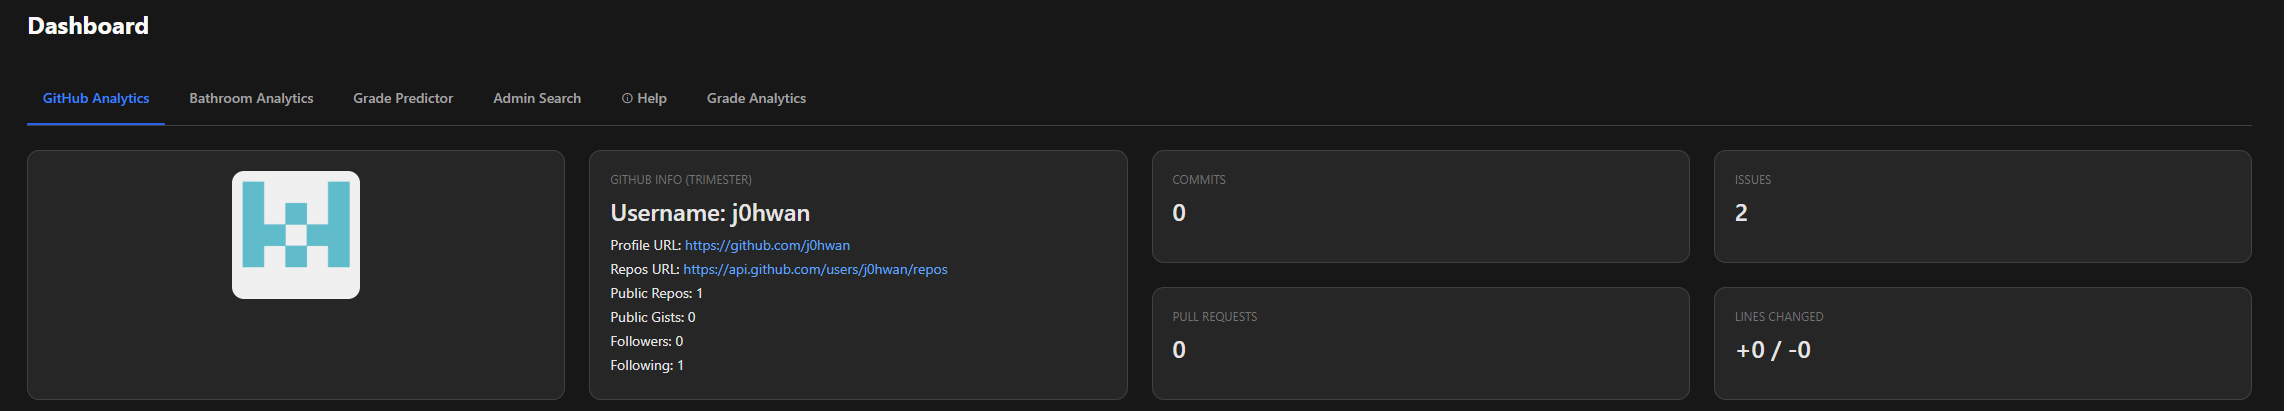 Dashboard
GitHub Analytics
Bathroom Analytics
Grade Predictor
Admin Search
Help
Grade Analytics
GITHUB INFO (TRIMESTER)
Username: j0hwan
Profile URL: https://github.com/j0hwan
Repos URL: https://api.github.com/users/j0hwan/repos
Public Repos: 1
Public Gists: 0
Followers: 0
Following: 1
COMMITS
0
ISSUES
2
PULL REQUESTS
0
LINES CHANGED
+0 / -0